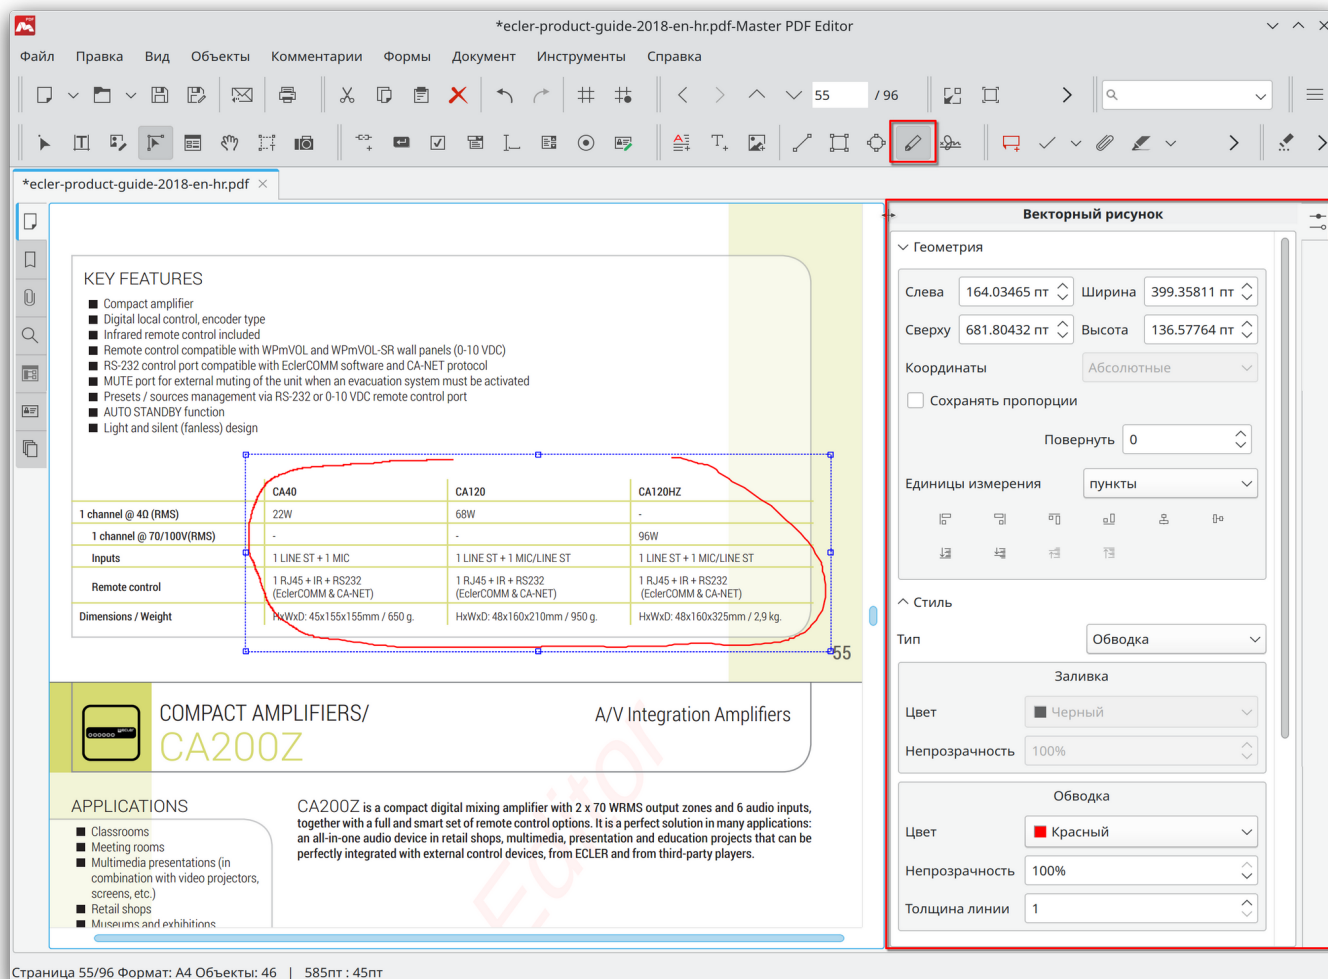 *ecler-product-guide-2018-en-hr.pdf-Master PDF Editor
Файл Правка Вид Объекты Комментарии Формы Документ Инструменты Справка
55 / 96
*ecler-product-guide-2018-en-hr.pdf
KEY FEATURES
Compact amplifier
Digital local control, encoder type
Infrared remote control included
Remote control compatible with WPmVOL and WPmVOL-SR wall panels (0-10 VDC)
RS-232 control port compatible with EclerCOMM software and CA-NET protocol
MUTE port for external muting of the unit when an evacuation system must be activated
Presets / sources management via RS-232 or 0-10 VDC remote control port
AUTO STANDBY function
Light and silent (fanless) design
CA40 CA120 CA120HZ
1 channel @ 4Ω (RMS) 22W 68W -
1 channel @ 70/100V(RMS) - - 96W
Inputs 1 LINE ST + 1 MIC 1 LINE ST + 1 MIC/LINE ST 1 LINE ST + 1 MIC/LINE ST
Remote control 1 RJ45 + IR + RS232 1 RJ45 + IR + RS232 1 RJ45 + IR + RS232
(EclerCOMM & CA-NET) (EclerCOMM & CA-NET) (EclerCOMM & CA-NET)
Dimensions / Weight HxWxD: 45x155x155mm / 650 g. HxWxD: 48x160x210mm / 950 g. HxWxD: 48x160x325mm / 2,9 kg.
55
COMPACT AMPLIFIERS/ A/V Integration Amplifiers
CA200Z
APPLICATIONS
Classrooms
Meeting rooms
Multimedia presentations (in
combination with video projectors,
screens, etc.)
Retail shops
Museums and exhibitions
CA200Z is a compact digital mixing amplifier with 2 x 70 WRMS output zones and 6 audio inputs,
together with a full and smart set of remote control options. It is a perfect solution in many applications:
an all-in-one audio device in retail shops, multimedia, presentation and education projects that can be
perfectly integrated with external control devices, from ECLER and from third-party players.
Editor
Векторный рисунок
Геометрия
Слева 164.03465 пт Ширина 399.35811 пт
Сверху 681.80432 пт Высота 136.57764 пт
Координаты Абсолютные
Сохранять пропорции
Повернуть 0
Единицы измерения пункты
Стиль
Тип Обводка
Заливка
Цвет Черный
Непрозрачность 100%
Обводка
Цвет Красный
Непрозрачность 100%
Толщина линии 1
Страница 55/96 Формат: A4 Объекты: 46 | 585пт : 45пт